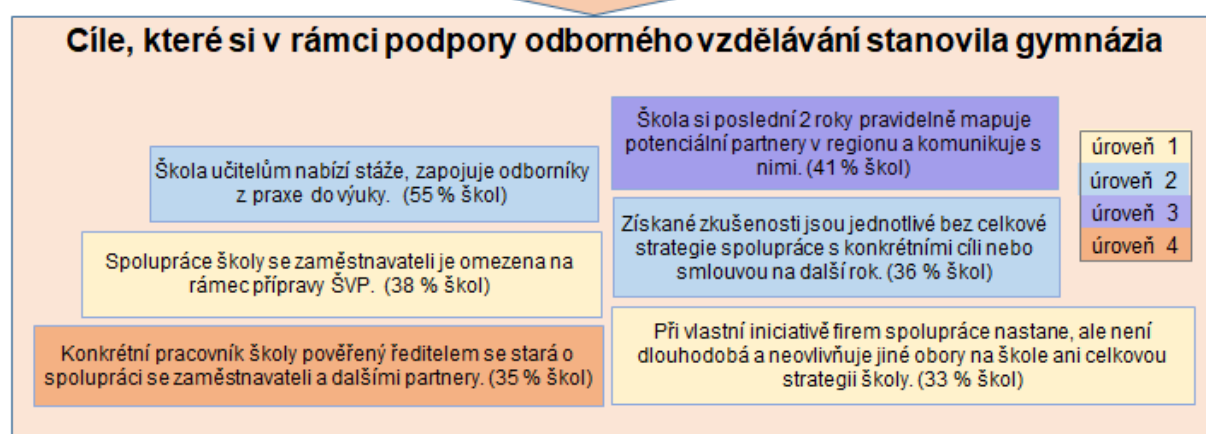 Cíle, které si v rámci podpory odborného vzdělávání stanovila gymnázia
Škola učitelům nabízí stáže, zapojuje odborníky
z praxe do výuky. (55 % škol)
Spolupráce školy se zaměstnavateli je omezena na
rámec přípravy ŠVP. (38 % škol)
Konkrétní pracovník školy pověřený ředitelem se stará o
spolupráci se zaměstnavateli a dalšími partnery. (35 % škol)
Škola si poslední 2 roky pravidelně mapuje
potenciální partnery v regionu a komunikuje s
nimi. (41 % škol)
Získané zkušenosti jsou jednotlivé bez celkové
strategie spolupráce s konkrétními cíli nebo
smlouvou na další rok. (36 % škol)
Při vlastní iniciativě firem spolupráce nastane, ale není
dlouhodobá a neovlivňuje jiné obory na škole ani celkovou
strategii školy. (33 % škol)
úroveň 1
úroveň 2
úroveň 3
úroveň 4